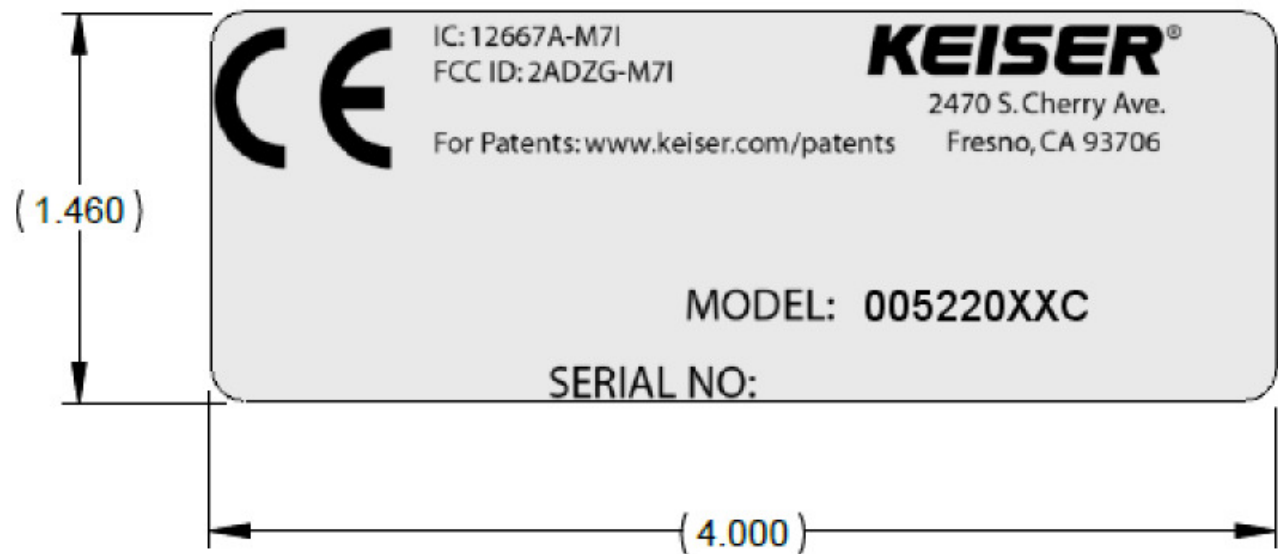 CE
IC: 12667A-M7I
FCC ID: 2ADZG-M7I
For Patents: www.keiser.com/patents
KEISER®
2470 S. Cherry Ave.
Fresno, CA 93706
(1.460)
MODEL: 005220XXC
SERIAL NO:
(4.000)